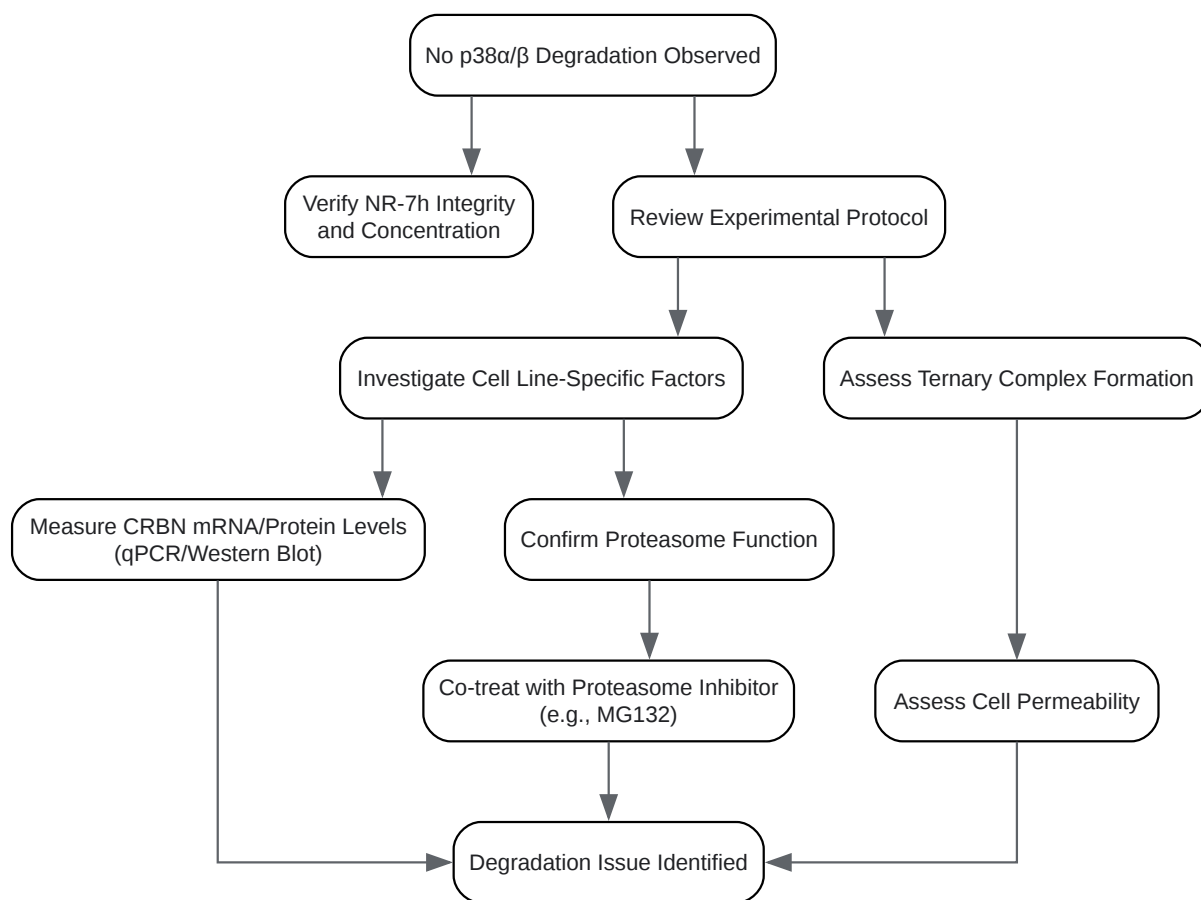 No p38α/β Degradation Observed
Verify NR-7h Integrity
and Concentration
Review Experimental Protocol
Investigate Cell Line-Specific Factors
Assess Ternary Complex Formation
Measure CRBN mRNA/Protein Levels
(qPCR/Western Blot)
Confirm Proteasome Function
Co-treat with Proteasome Inhibitor
(e.g., MG132)
Assess Cell Permeability
Degradation Issue Identified